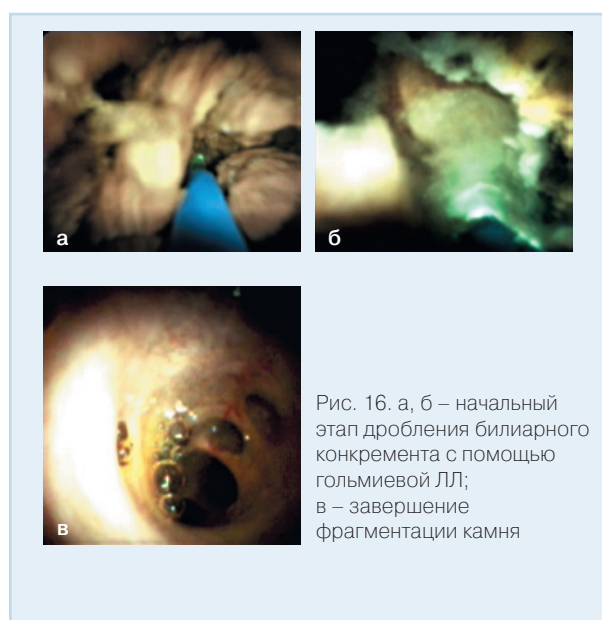 а
б
в
Рис. 16. а, б – начальный
этап дробления билиарного
конкремента с помощью
гольмиевой ЛЛ;
в – завершение
фрагментации камня